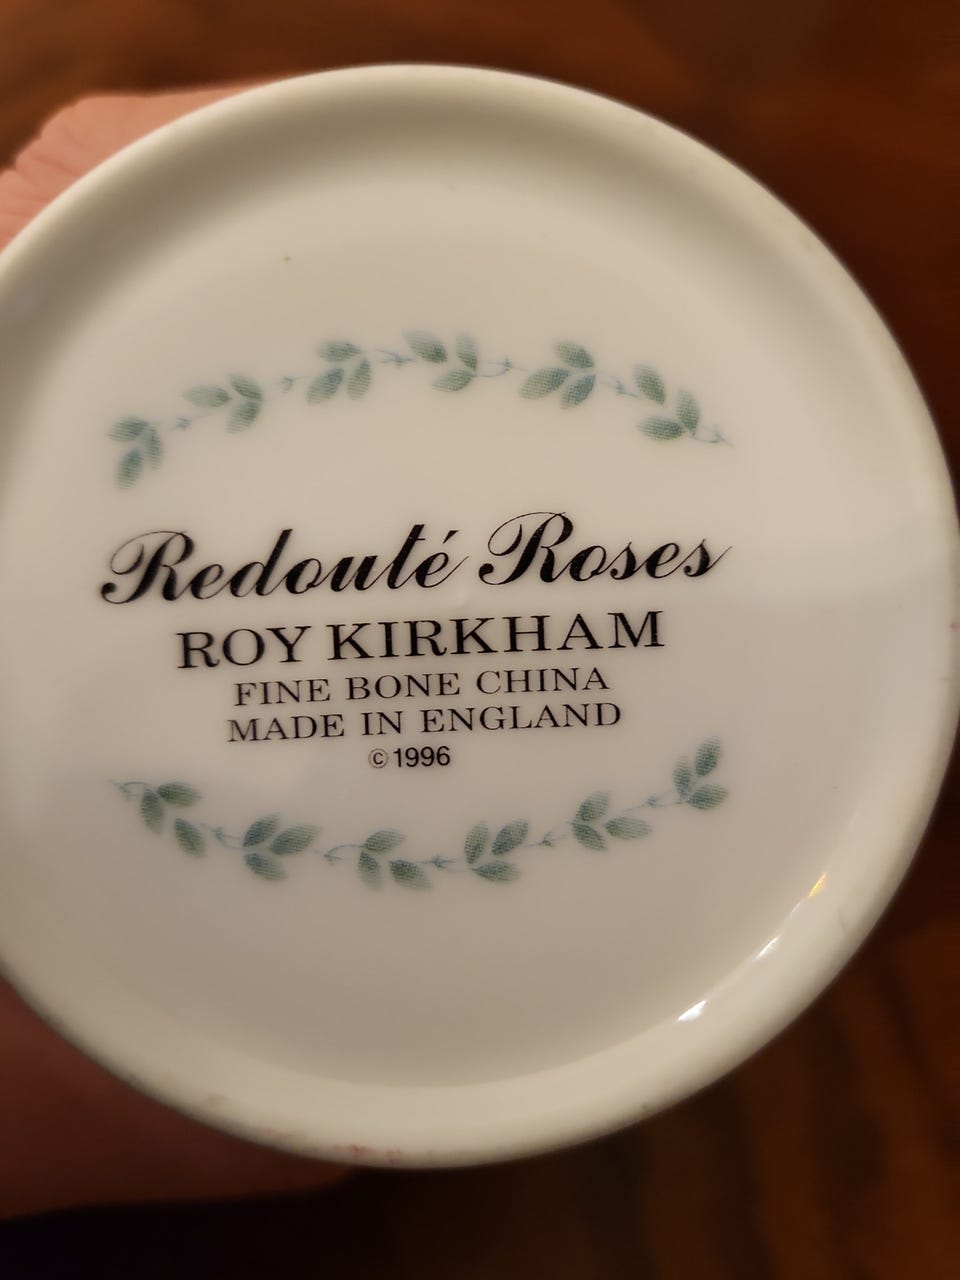 Redouté Roses
ROY KIRKHAM
FINE BONE CHINA
MADE IN ENGLAND
©1996